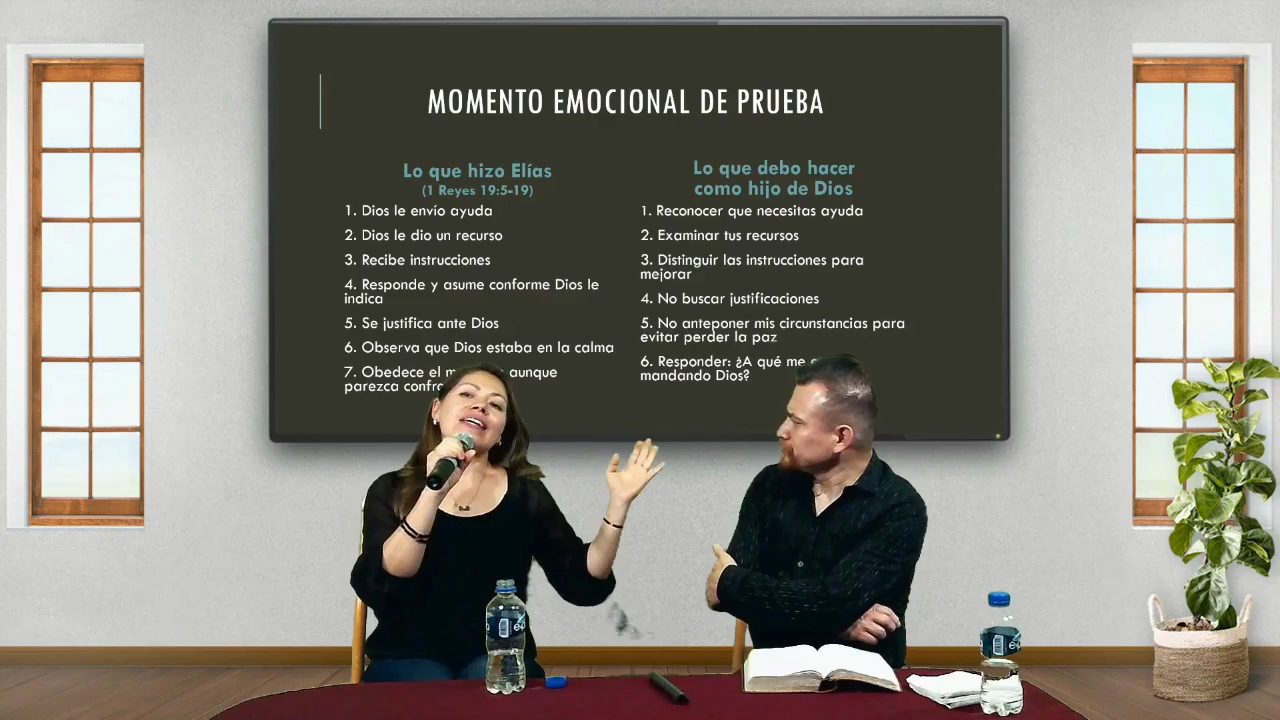 MOMENTO EMOCIONAL DE PRUEBA
Lo que hizo Elías
(1 Reyes 19:5-19)
1. Dios le envío ayuda
2. Dios le dio un recurso
3. Recibe instrucciones
4. Responde y asume conforme Dios le
indica
5. Se justifica ante Dios
6. Observa que Dios estaba en la calma
7. Obedece el aunque
parezca
Lo que debo hacer
como hijo de Dios
1. Reconocer que necesitas ayuda
2. Examinar tus recursos
3. Distinguir las instrucciones para
mejorar
4. No buscar justificaciones
5. No anteponer mis circunstancias para
evitar perder la paz
6. Responder: ¿A qué me
mandando Dios?